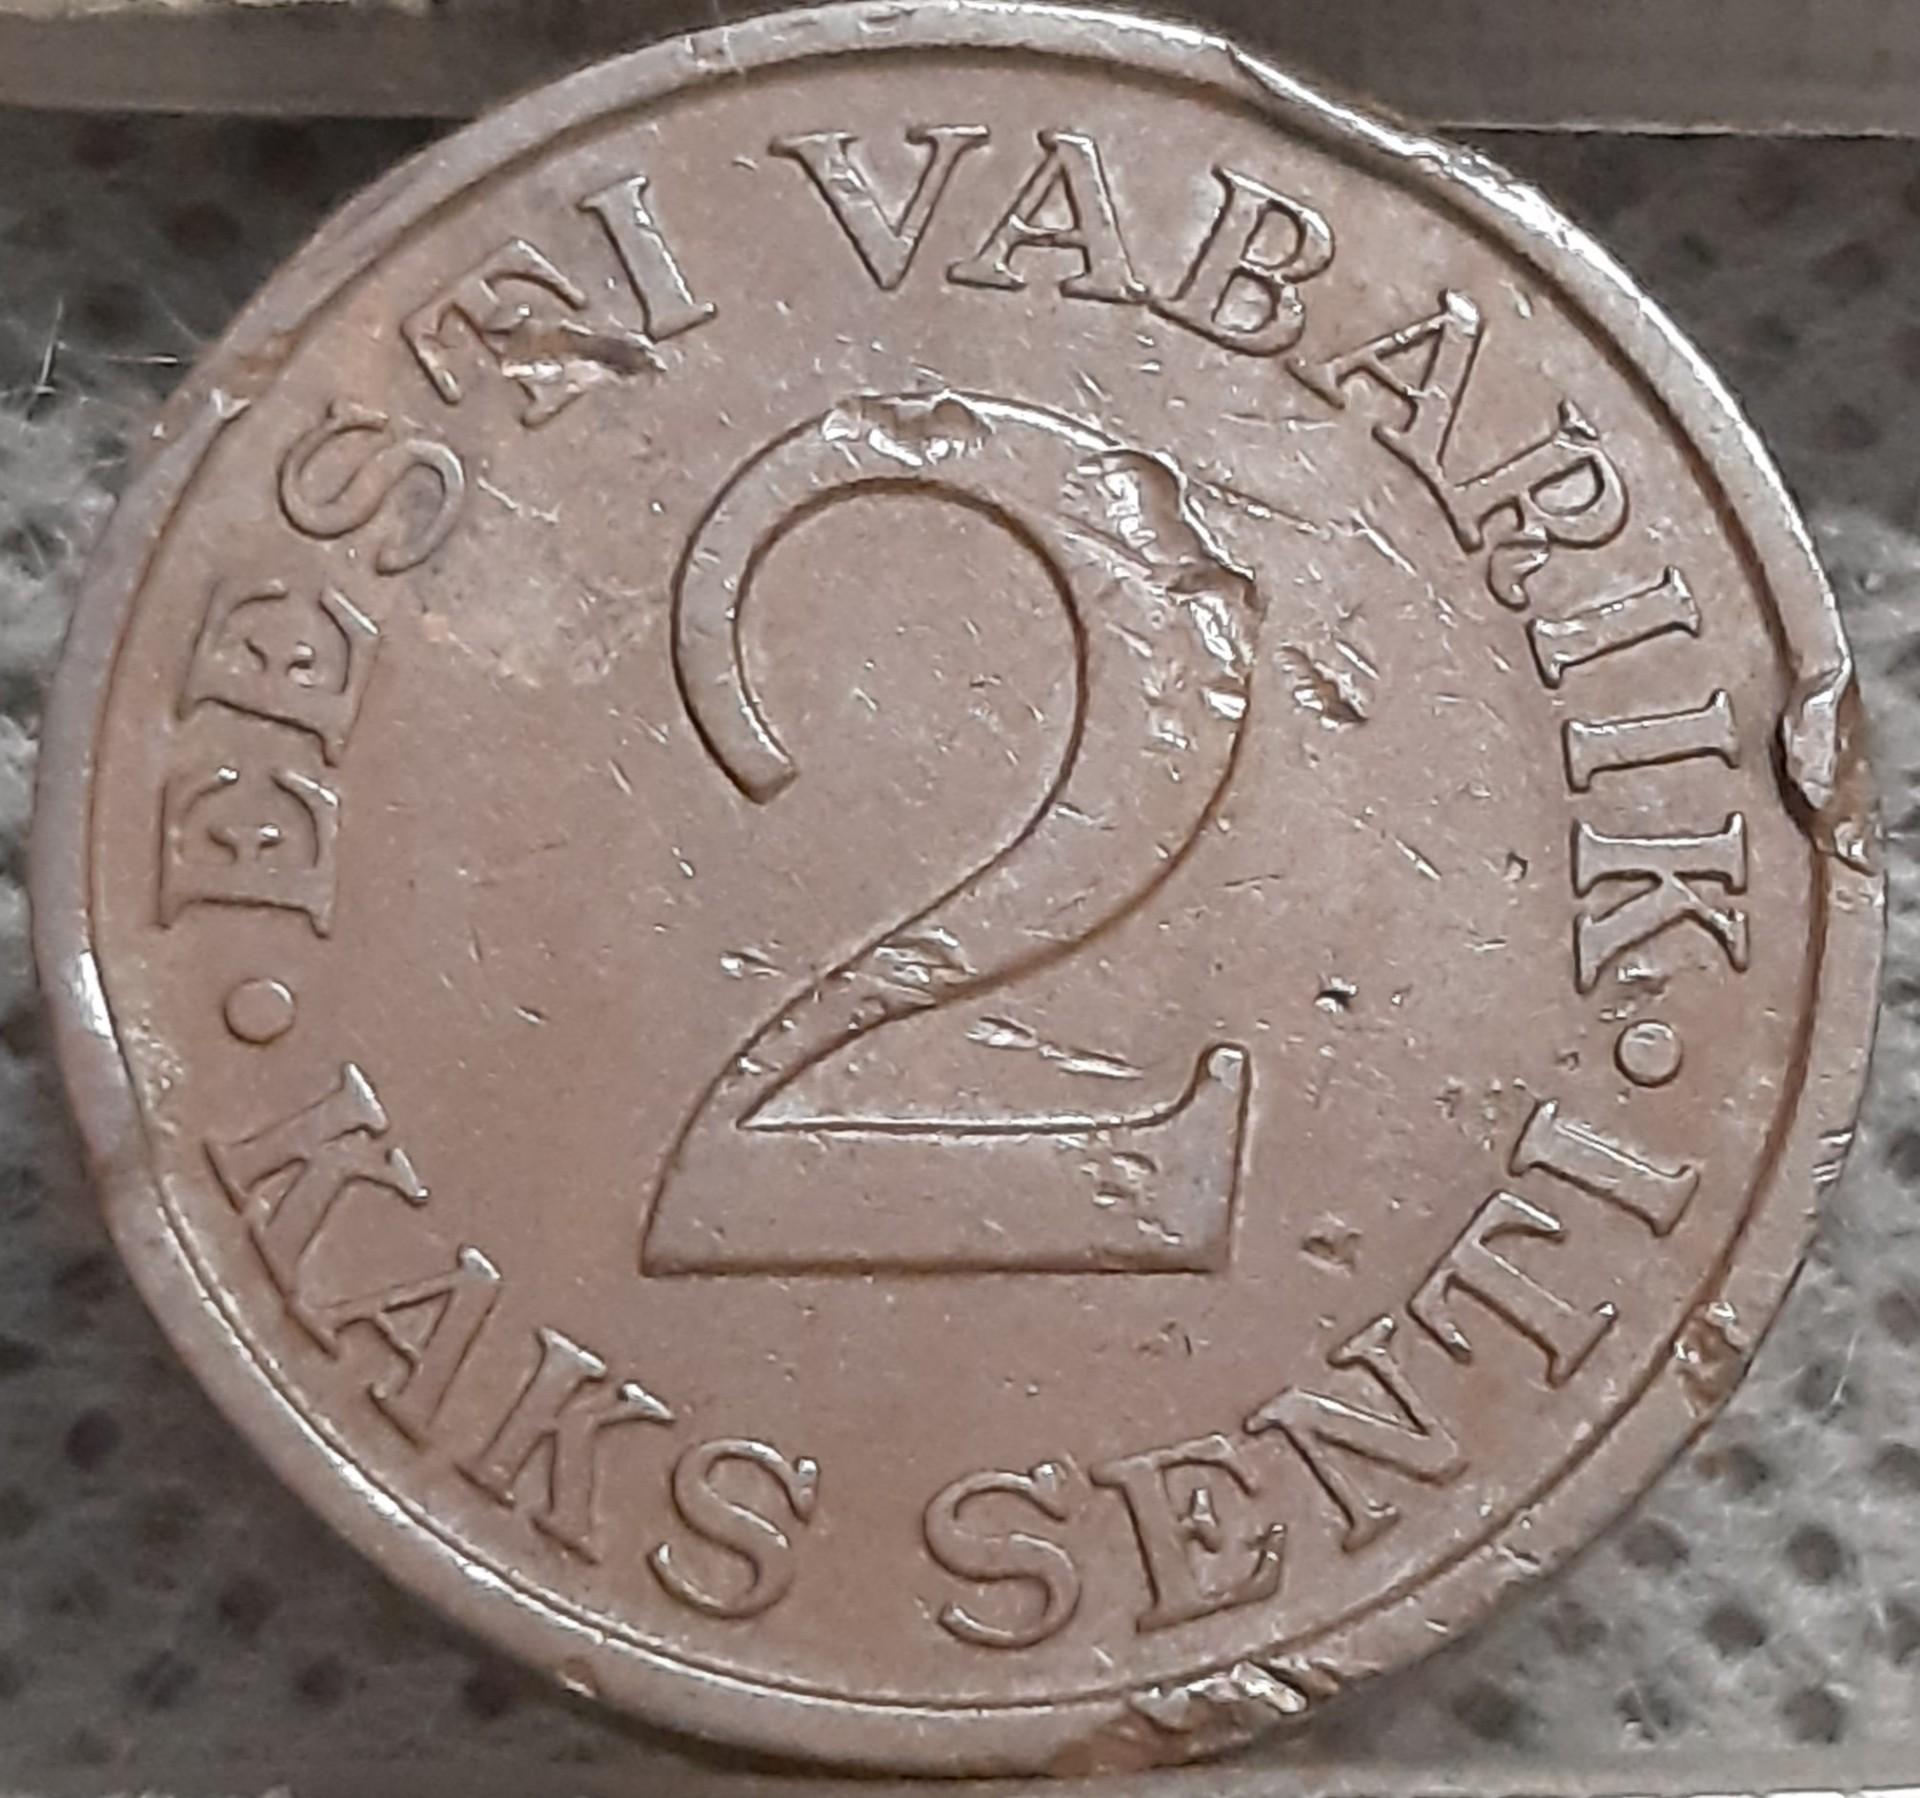 EESTI VABARIIK
2
KAKS SENTI